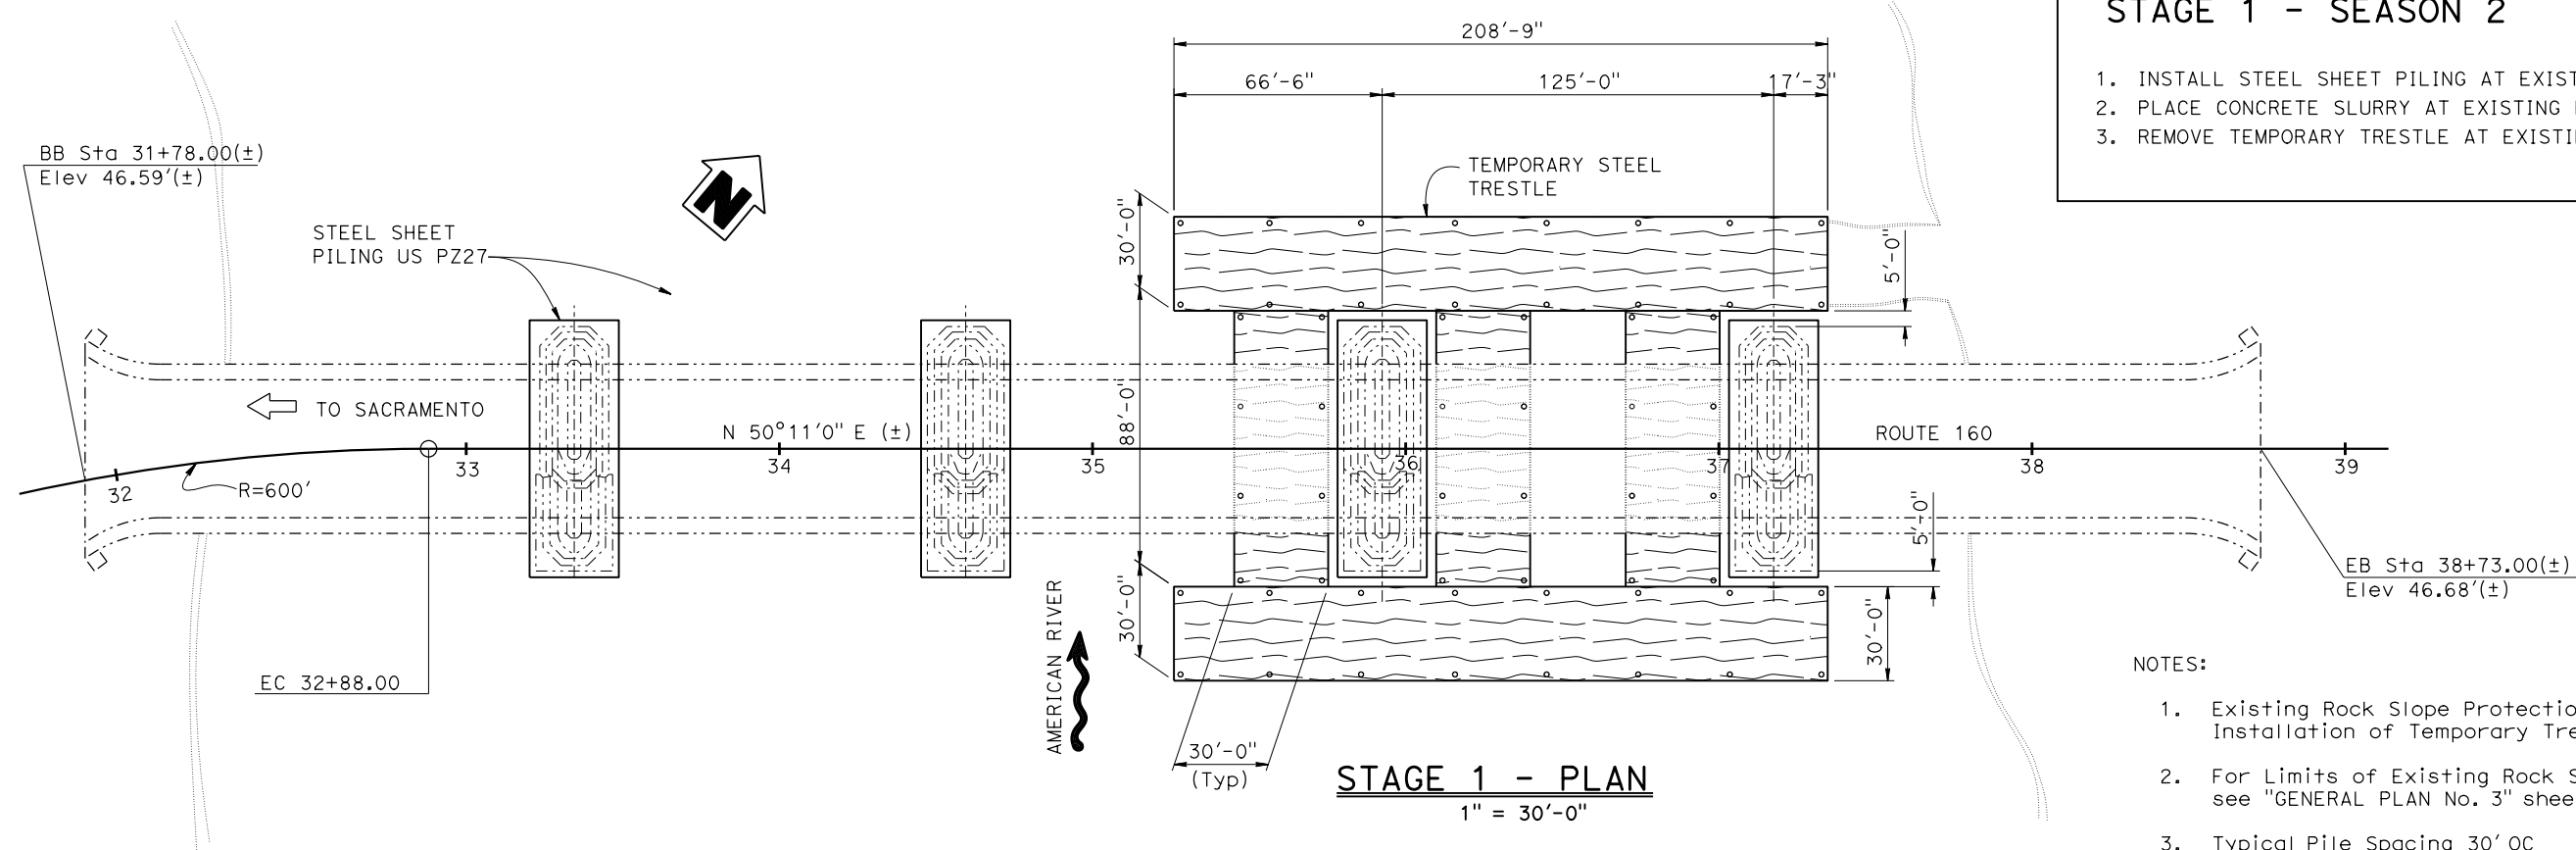 STAGE 1 - SEASON 2
1. INSTALL STEEL SHEET PILING AT
2. PLACE CONCRETE SLURRY AT EXISTING
3. REMOVE TEMPORARY TRESTLE AT
208'-9"
66'-6"
125'-0"
17'-3"
BB Sta 31+78.00(±)
Elev 46.59'(±)
N
STEEL SHEET
PILING US PZ27
TEMPORARY STEEL
TRESTLE
30'-0"
5'-0"
88'-0"
TO SACRAMENTO
N 50°11'0" E (±)
ROUTE 160
32
33
34
35
36
37
38
39
R=600'
5'-0"
EB Sta 38+73.00(±)
Elev 46.68'(±)
EC 32+88.00
AMERICAN RIVER
30'-0"
30'-0"
30'-0"
(Typ)
STAGE 1 - PLAN
1" = 30'-0"
NOTES:
1. Existing Rock Slope
Installation of Temporary
2. For Limits of Existing Rock
see "GENERAL PLAN No. 3"
3. Typical Pile Spacing 30' OC